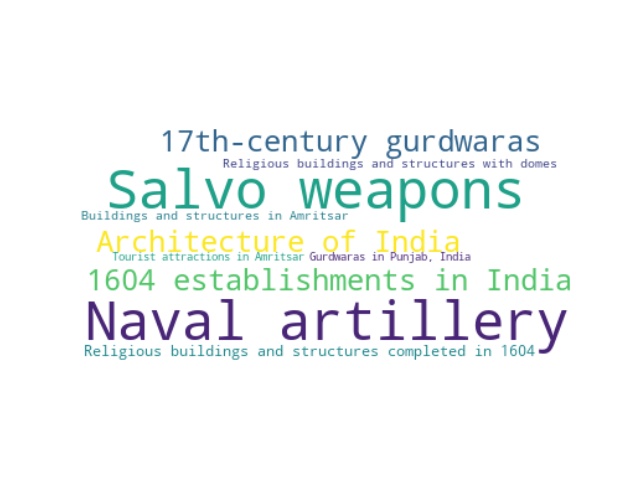 17th-century gurdwaras
Religious buildings and structures with domes
Salvo weapons
Buildings and structures in Amritsar
Architecture of India
Tourist attractions in Amritsar
Gurdwaras in Punjab, India
1604 establishments in India
Naval artillery
Religious buildings and structures completed in 1604